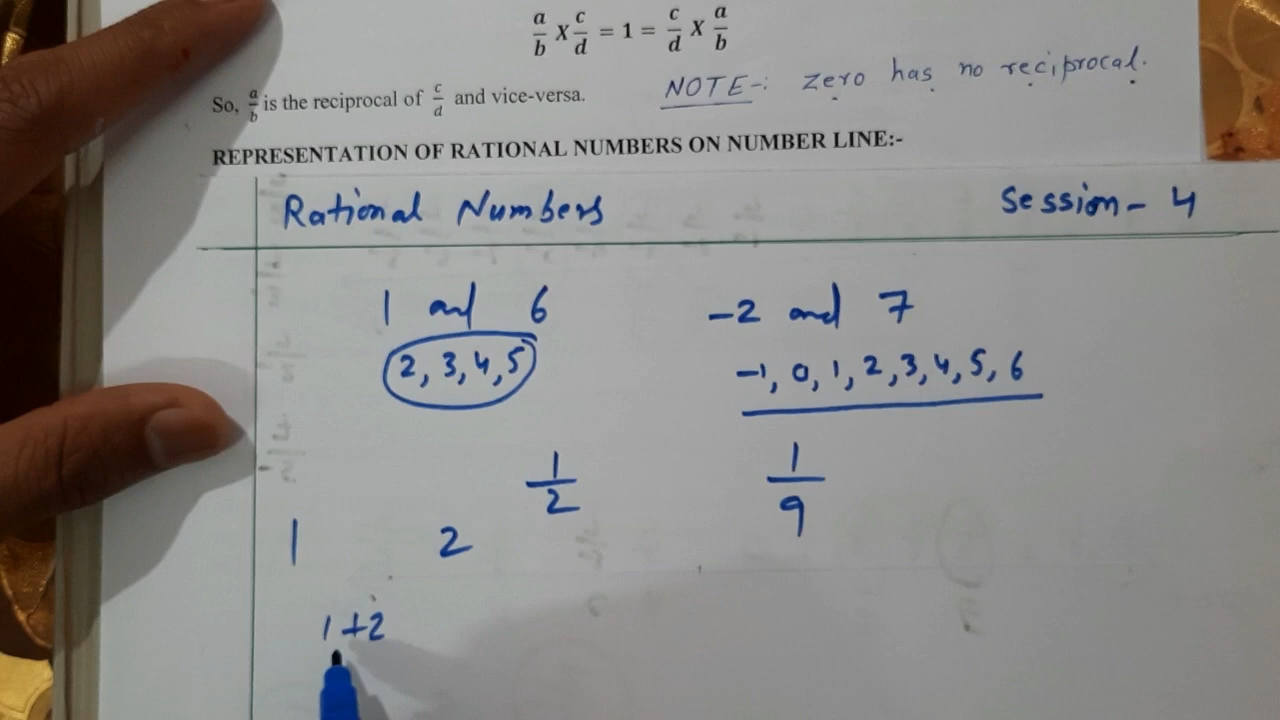 a/b X c/d = 1 = c/d X a/b
So, a/b is the reciprocal of c/d and vice-versa. NOTE-: zero has no reciprocal.
REPRESENTATION OF RATIONAL NUMBERS ON NUMBER LINE:-
Rational Numbers Session - 4
1 and 6 -2 and 7
2, 3, 4, 5 -1, 0, 1, 2, 3, 4, 5, 6
1/2 1/9
1 2
1+2